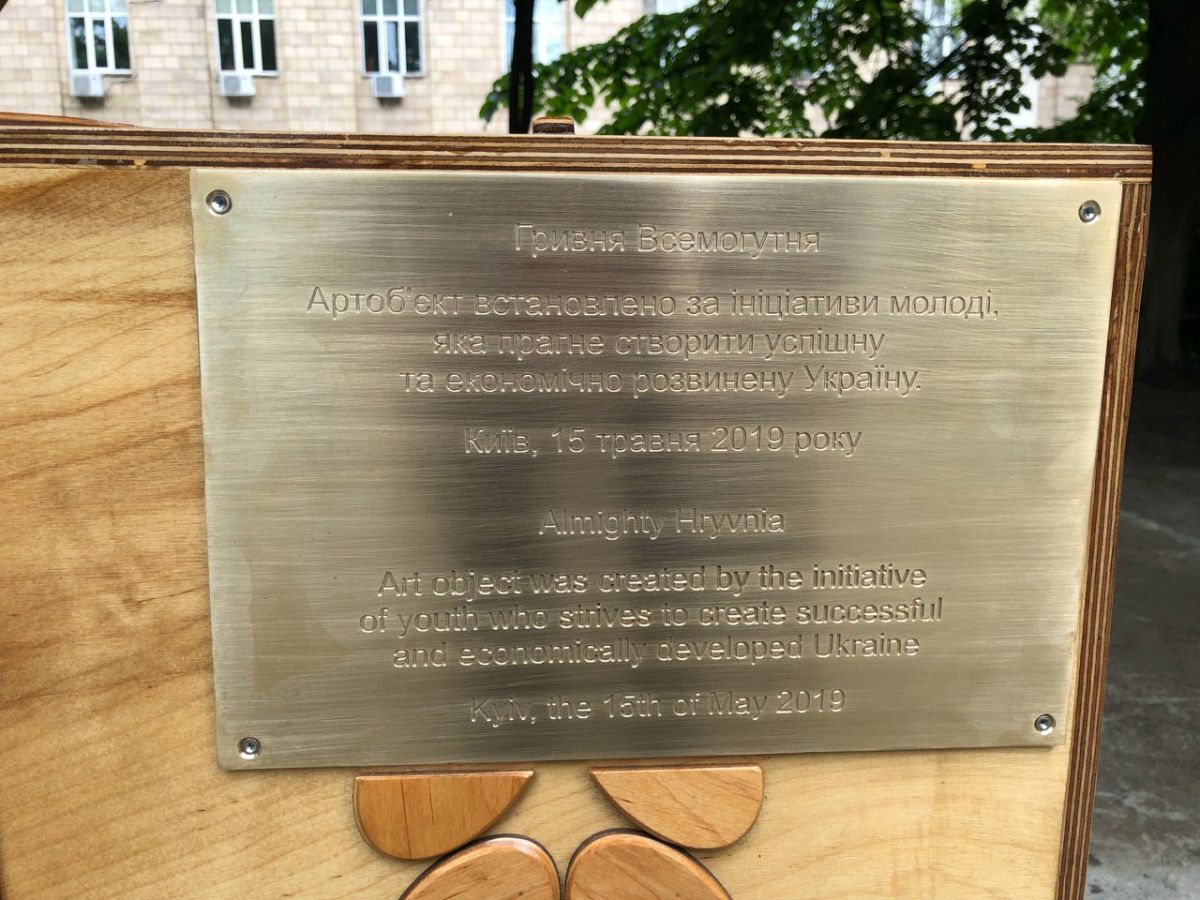 Гривня Всемогутня
Артоб'єкт встановлено за ініціативи молоді,
яка прагне створити успішну
та економічно розвинену Україну.
Київ, 15 травня 2019 року
Almighty Hryvnia
Art object was created by the initiative
of youth who strives to create successful
and economically developed Ukraine
Kyiv, the 15th of May 2019